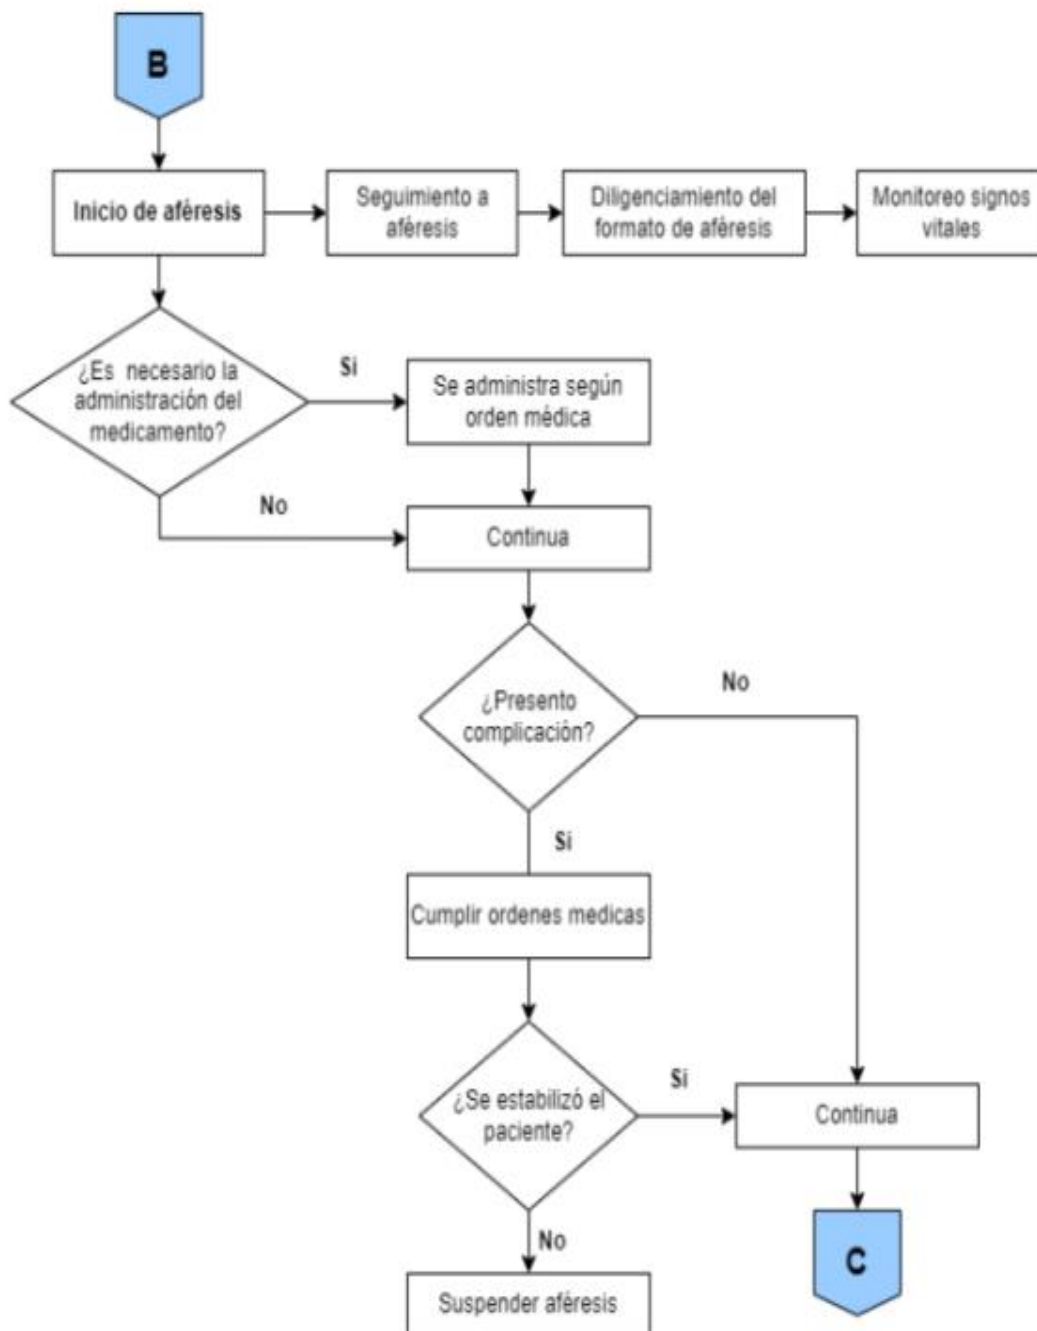 B
Inicio de aféresis
Seguimiento a
aféresis
Diligenciamiento del
formato de aféresis
Monitoreo signos
vitales
¿Es necesario la
administración del
medicamento?
Si
Se administra según
orden médica
No
Continua
¿Presento
complicación?
No
Si
Cumplir ordenes medicas
¿Se estabilizó el
paciente?
Si
Continua
No
Suspender aféresis
C